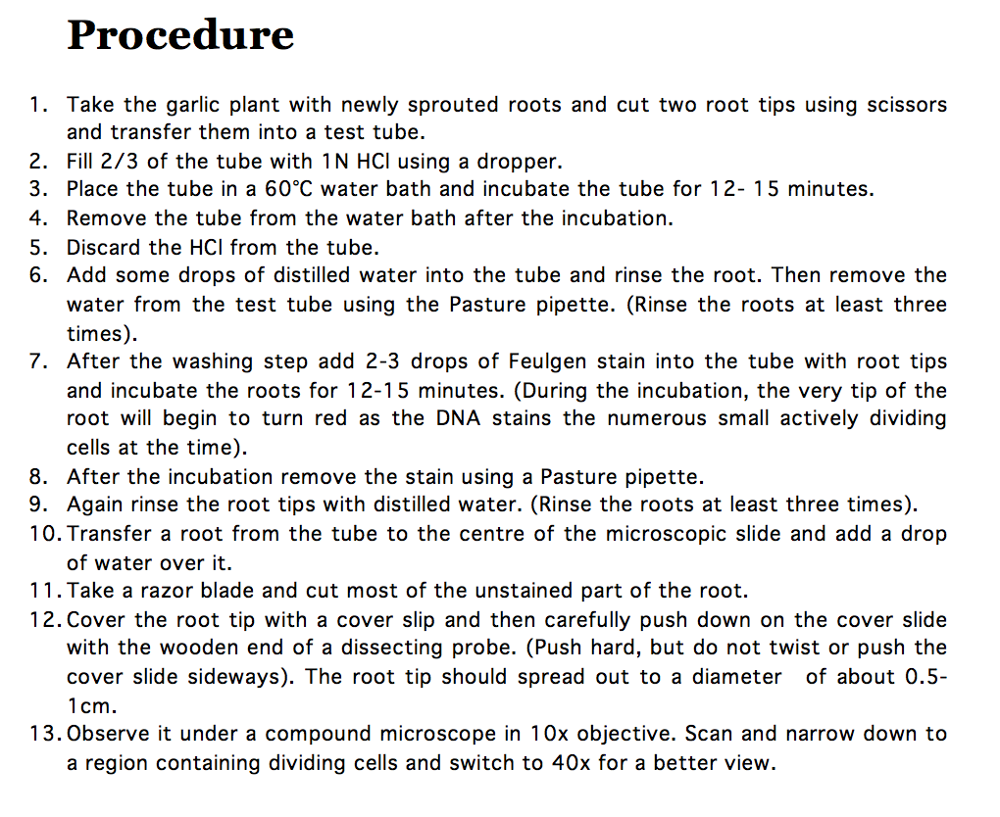 Procedure
1. Take the garlic plant with newly sprouted roots and cut two root tips using scissors
and transfer them into a test tube.
2. Fill 2/3 of the tube with 1N HCl using a dropper.
3. Place the tube in a 60°C water bath and incubate the tube for 12- 15 minutes.
4. Remove the tube from the water bath after the incubation.
5. Discard the HCl from the tube.
6. Add some drops of distilled water into the tube and rinse the root. Then remove the
water from the test tube using the Pasture pipette. (Rinse the roots at least three
times).
7. After the washing step add 2-3 drops of Feulgen stain into the tube with root tips
and incubate the roots for 12-15 minutes. (During the incubation, the very tip of the
root will begin to turn red as the DNA stains the numerous small actively dividing
cells at the time).
8. After the incubation remove the stain using a Pasture pipette.
9. Again rinse the root tips with distilled water. (Rinse the roots at least three times).
10. Transfer a root from the tube to the centre of the microscopic slide and add a drop
of water over it.
11. Take a razor blade and cut most of the unstained part of the root.
12. Cover the root tip with a cover slip and then carefully push down on the cover slide
with the wooden end of a dissecting probe. (Push hard, but do not twist or push the
cover slide sideways). The root tip should spread out to a diameter of about 0.5-
1cm.
13. Observe it under a compound microscope in 10x objective. Scan and narrow down to
a region containing dividing cells and switch to 40x for a better view.